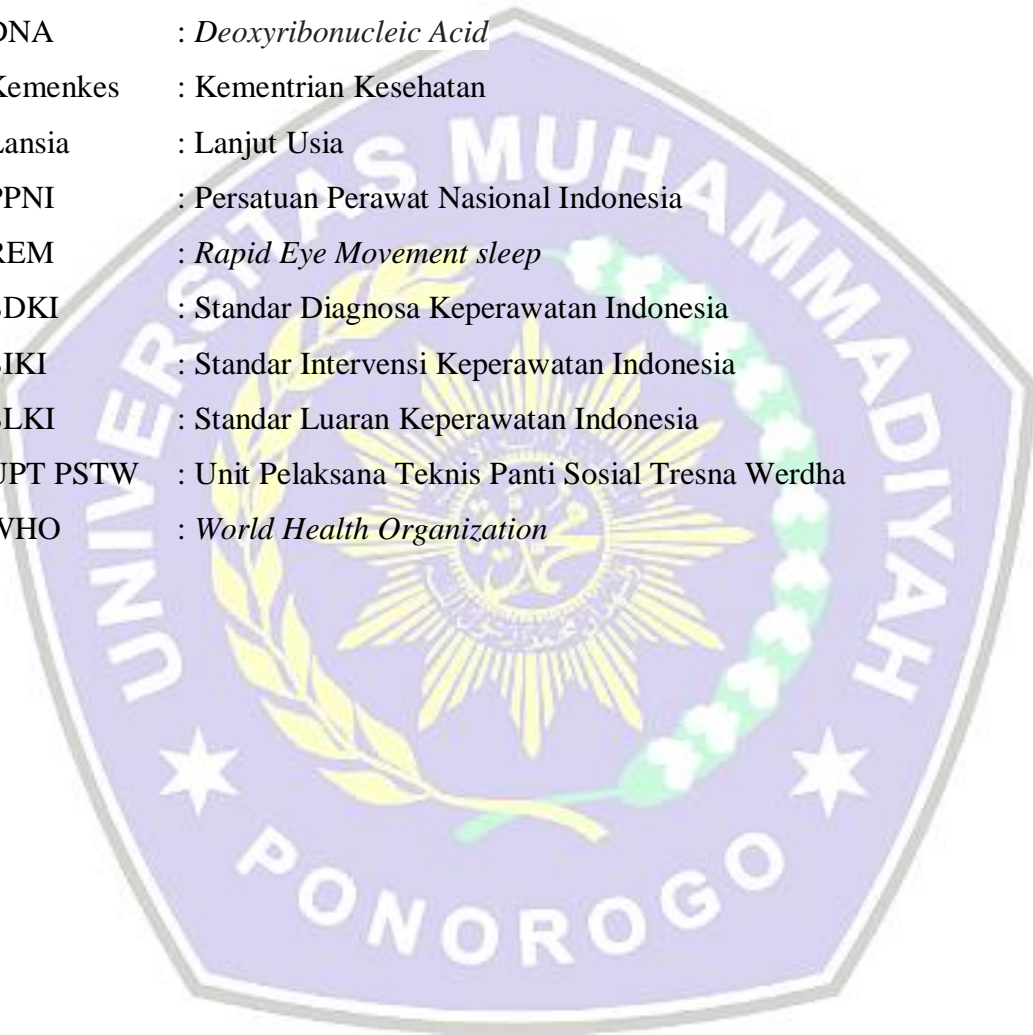 DNA : Deoxyribonucleic Acid
Kemenkes : Kementrian Kesehatan
Lansia : Lanjut Usia
PPNI : Persatuan Perawat Nasional Indonesia
REM : Rapid Eye Movement sleep
SDKI : Standar Diagnosa Keperawatan Indonesia
SIKI : Standar Intervensi Keperawatan Indonesia
SLKI : Standar Luaran Keperawatan Indonesia
UPT PSTW : Unit Pelaksana Teknis Panti Sosial Tresna Werdha
WHO : World Health Organization
UNIVERSITAS MUHAMMADIYAH
PONOROGO